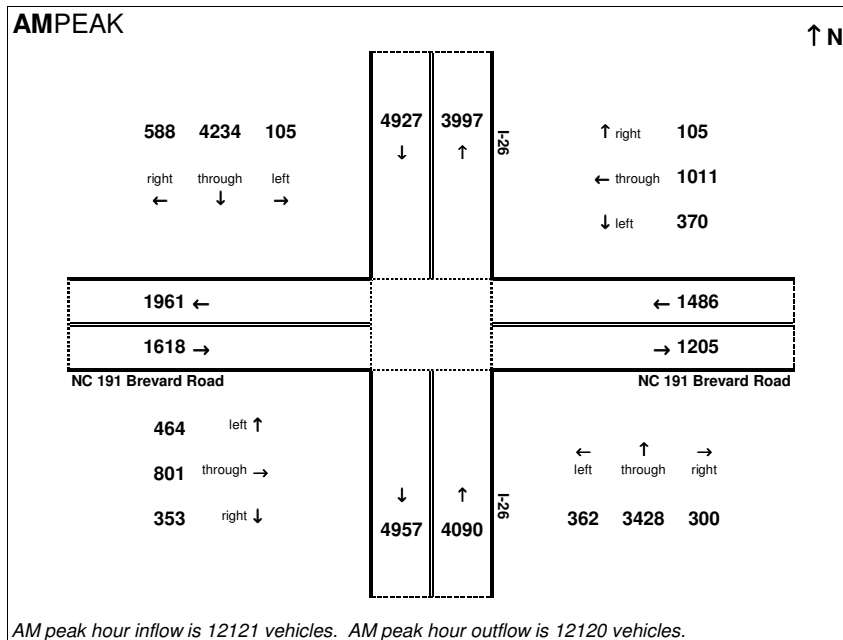 AMPEAK
↑ N
588 4234 105
right through left
← ↓ →
4927 3997
↓ ↑
I-26
↑ right 105
← through 1011
↓ left 370
1961 ←
← 1486
1618 →
→ 1205
NC 191 Brevard Road
NC 191 Brevard Road
464 left ↑
801 through →
353 right ↓
↓ ↑
4957 4090
I-26
← ↑ →
left through right
362 3428 300
AM peak hour inflow is 12121 vehicles. AM peak hour outflow is 12120 vehicles.